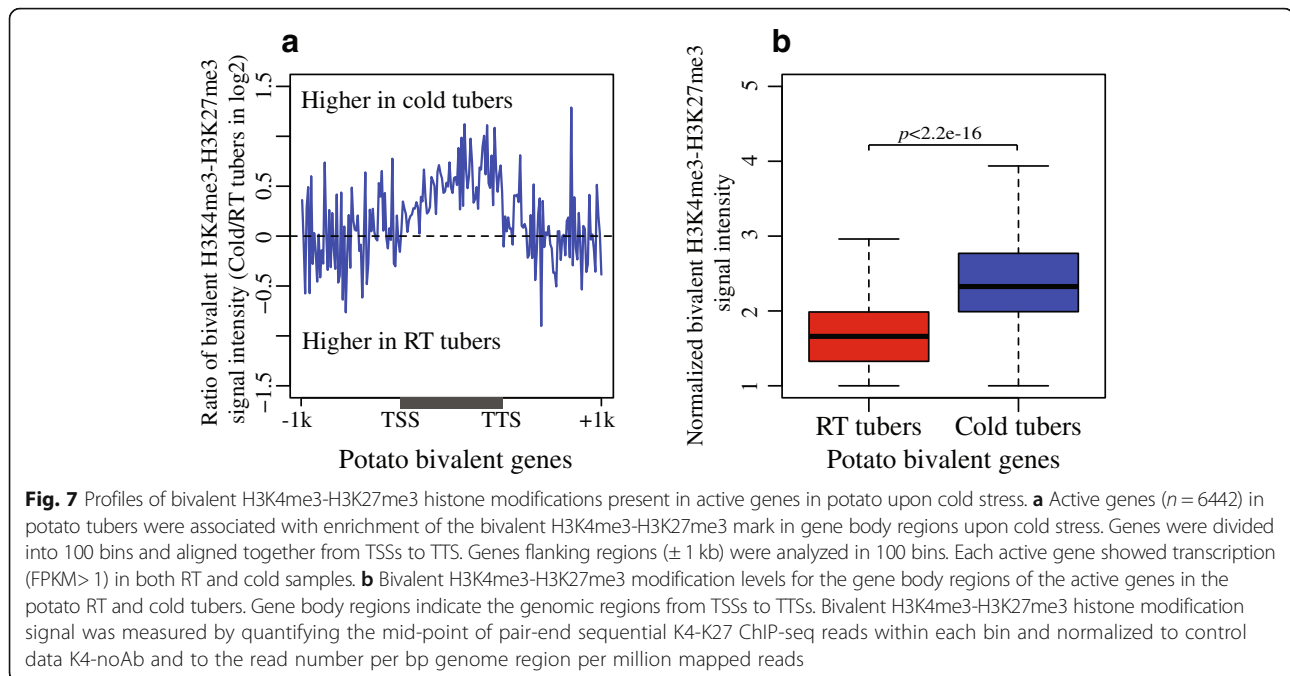 a
Ratio of bivalent H3K4me3-H3K27me3
signal intensity (Cold/RT tubers in log2)
1.5
0.5
0
−0.5
−1.5
Higher in cold tubers
Higher in RT tubers
-1k
TSS
TTS
+1k
Potato bivalent genes
b
Normalized bivalent H3K4me3-H3K27me3
signal intensity
5
4
3
2
1
p<2.2e-16
RT tubers
Cold tubers
Potato bivalent genes
Fig. 7 Profiles of bivalent H3K4me3-H3K27me3 histone modifications present in active genes in potato upon cold stress. a Active genes (n = 6442) in
potato tubers were associated with enrichment of the bivalent H3K4me3-H3K27me3 mark in gene body regions upon cold stress. Genes were divided
into 100 bins and aligned together from TSSs to TTS. Genes flanking regions (± 1 kb) were analyzed in 100 bins. Each active gene showed transcription
(FPKM> 1) in both RT and cold samples. b Bivalent H3K4me3-H3K27me3 modification levels for the gene body regions of the active genes in the
potato RT and cold tubers. Gene body regions indicate the genomic regions from TSSs to TTSs. Bivalent H3K4me3-H3K27me3 histone modification
signal was measured by quantifying the mid-point of pair-end sequential K4-K27 ChIP-seq reads within each bin and normalized to control
data K4-noAb and to the read number per bp genome region per million mapped reads